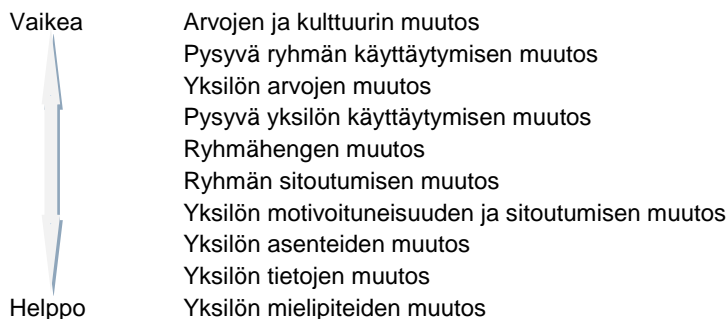 Vaikea Arvojen ja kulttuurin muutos
Pysyvä ryhmän käyttäytymisen muutos
Yksilön arvojen muutos
Pysyvä yksilön käyttäytymisen muutos
Ryhmähengen muutos
Ryhmän sitoutumisen muutos
Yksilön motivoituneisuuden ja sitoutumisen muutos
Yksilön asenteiden muutos
Yksilön tietojen muutos
Helppo Yksilön mielipiteiden muutos